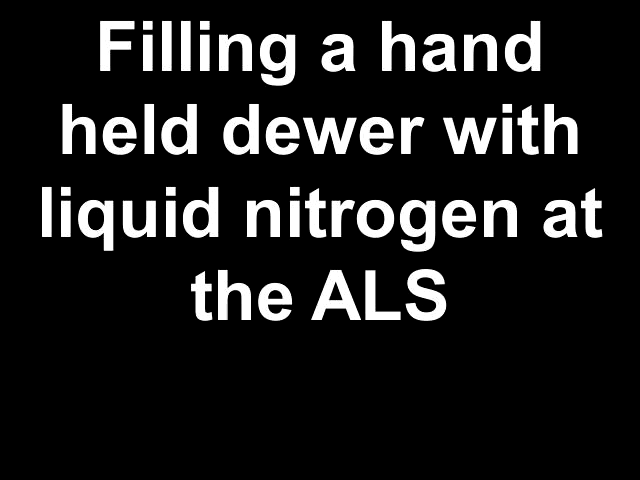 Filling a hand
held dewer with
liquid nitrogen at
the ALS